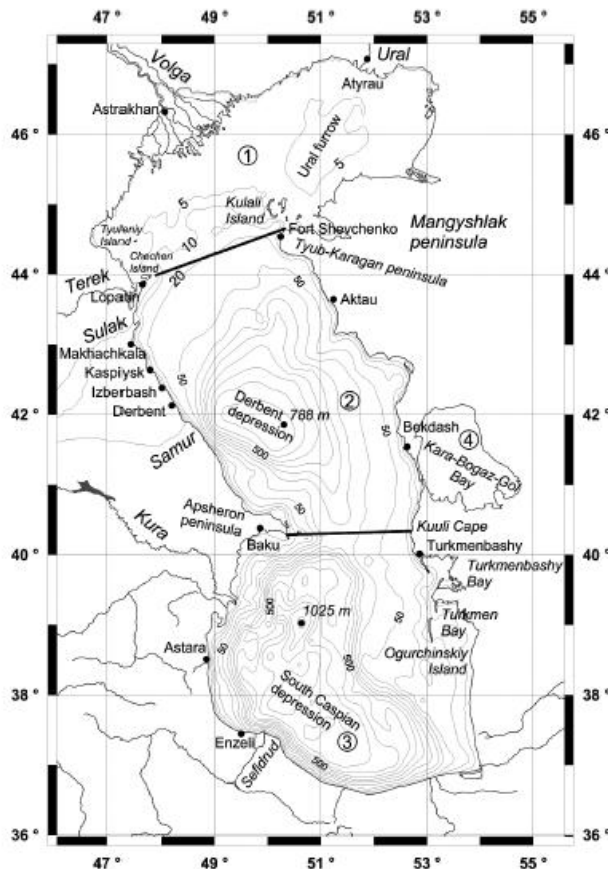 47 ° 49 ° 51 ° 53 ° 55 °
Volga
Ural
Atyrau
Astrakhan
46 ° 46 °
1
Ural furrow
5
5
Kulali
Island
Tyuleniy
Island
10
Fort Shevchenko
Mangyshlak
peninsula
Chechen
Island
Tyub-Karagan peninsula
44 ° 44 °
20
Terek
Lopatin
50
Aktau
Sulak
Makhachkala
Kaspiysk
50
Izberbash
2
Derbent
Derbent
depression
788 m
42 ° 42 °
50
4
Bekdash
Kara-Bogaz-Gol
Bay
Samur
500
50
Apsheron
peninsula
Kuuli Cape
Kura
40 ° 40 °
Baku
Turkmenbashy
Turkmenbashy
Bay
500
1025 m
50
Turkmen
Bay
Astara
50
500
Ogurchinskiy
Island
38 ° 38 °
South Caspian
depression
Enzeli
3
Sefidrud
50
36 ° 36 °
47 ° 49 ° 51 ° 53 ° 55 °